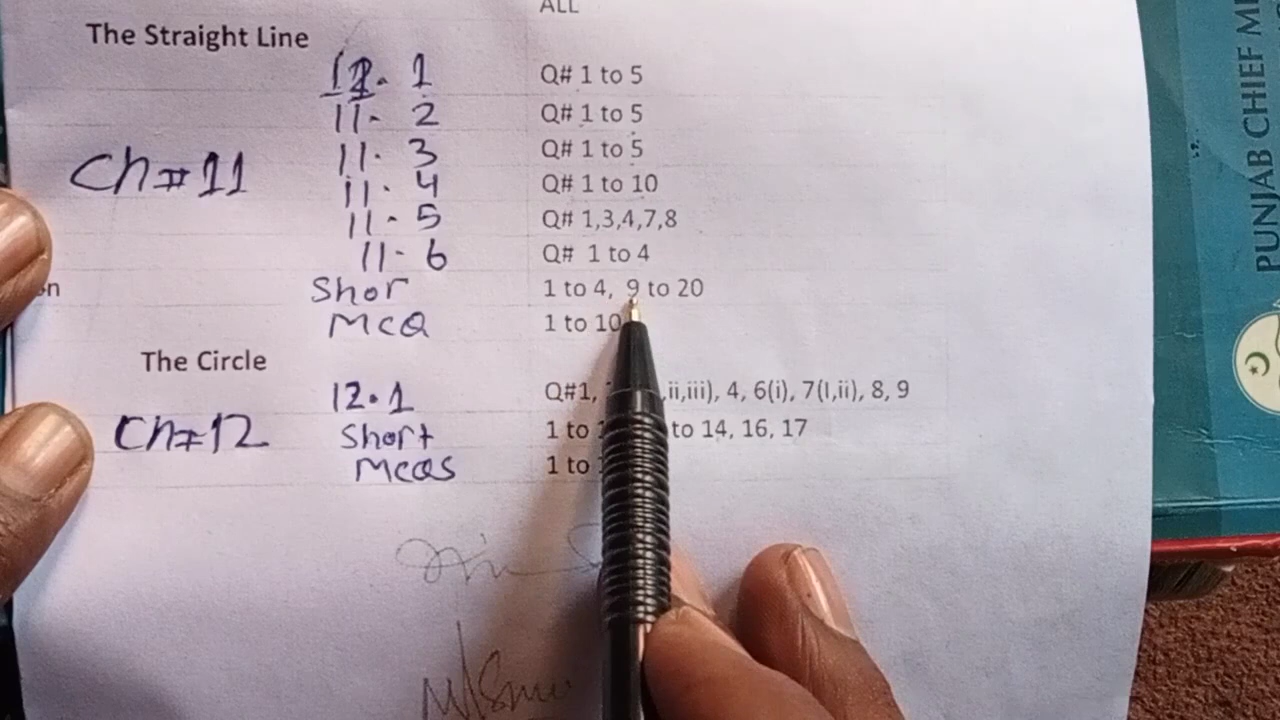 ALL
The Straight Line
11. 1 Q# 1 to 5
11. 2 Q# 1 to 5
11. 3 Q# 1 to 5
Ch#11
11. 4 Q# 1 to 10
11. 5 Q# 1,3,4,7,8
11. 6 Q# 1 to 4
Shor 1 to 4, 9 to 20
MCQ 1 to 10
The Circle
12.1 Q#1, ,ii,iii), 4, 6(i), 7(I,ii), 8, 9
Ch#12 Short 1 to to 14, 16, 17
MCQS 1 to
PUNJAB CHIEF